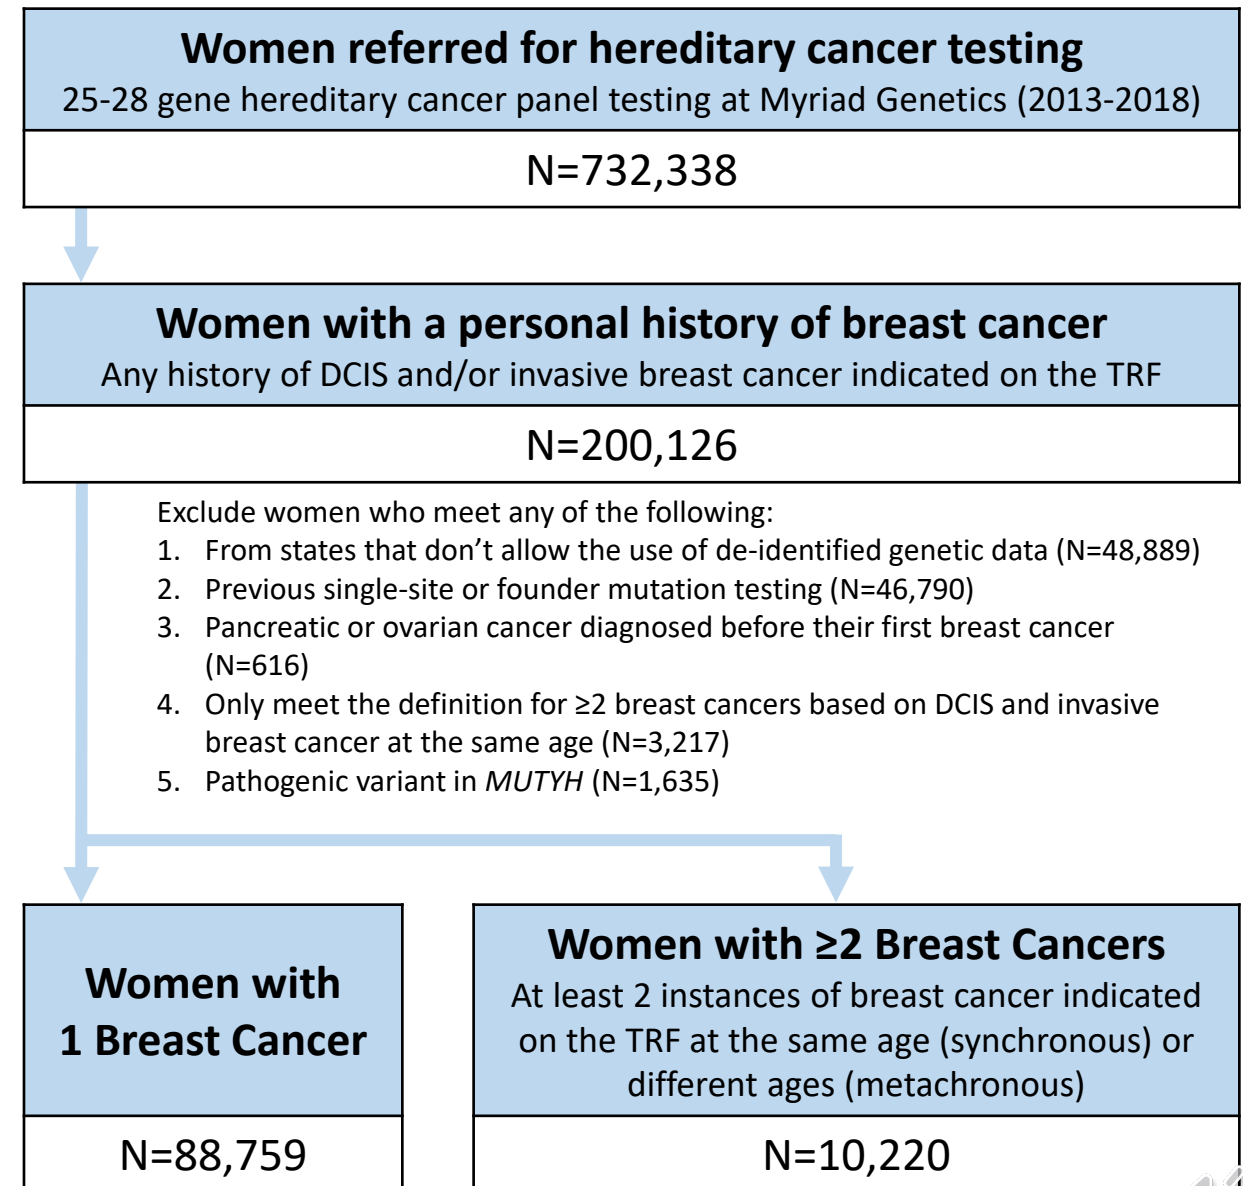 Women referred for hereditary cancer testing
25-28 gene hereditary cancer panel testing at Myriad Genetics (2013-2018)
N=732,338
Women with a personal history of breast cancer
Any history of DCIS and/or invasive breast cancer indicated on the TRF
N=200,126
Exclude women who meet any of the following:
1. From states that don’t allow the use of de-identified genetic data (N=48,889)
2. Previous single-site or founder mutation testing (N=46,790)
3. Pancreatic or ovarian cancer diagnosed before their first breast cancer
(N=616)
4. Only meet the definition for ≥2 breast cancers based on DCIS and invasive
breast cancer at the same age (N=3,217)
5. Pathogenic variant in MUTYH (N=1,635)
Women with
1 Breast Cancer
N=88,759
Women with ≥2 Breast Cancers
At least 2 instances of breast cancer indicated
on the TRF at the same age (synchronous) or
different ages (metachronous)
N=10,220